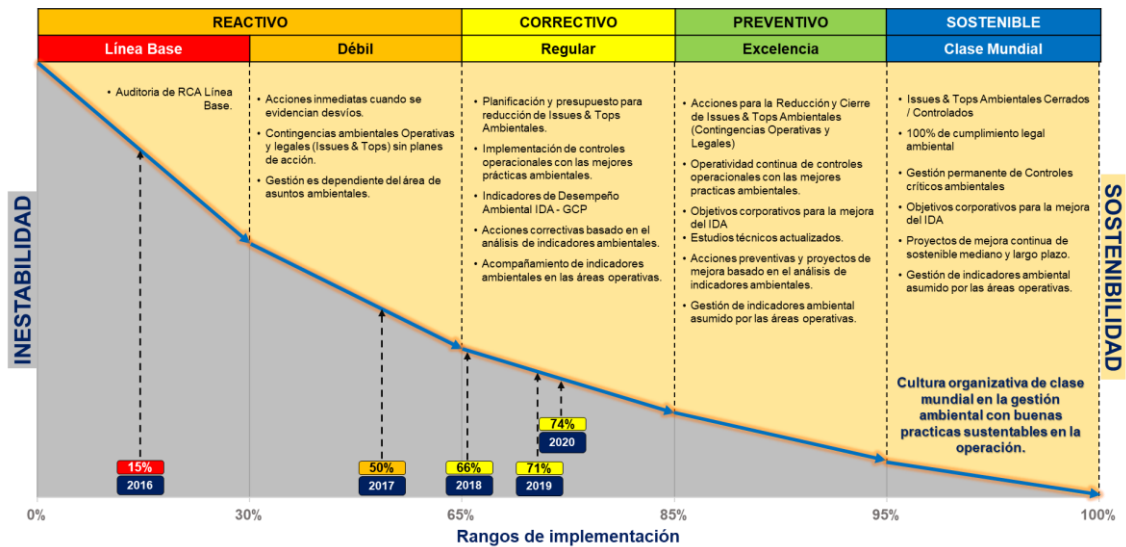 REACTIVO
CORRECTIVO
PREVENTIVO
SOSTENIBLE
Línea Base
Débil
Regular
Excelencia
Clase Mundial
• Auditoria de RCA Línea
Base.
• Acciones inmediatas cuando se
evidencian desvíos.
• Contingencias ambientales Operativas
y legales (Issues & Tops) sin planes
de acción.
• Gestión es dependiente del área de
asuntos ambientales.
• Planificación y presupuesto para
reducción de Issues & Tops
Ambientales.
• Implementación de controles
operacionales con las mejores
prácticas ambientales.
• Indicadores de Desempeño
Ambiental IDA - GCP
• Acciones correctivas basado en el
análisis de indicadores ambientales.
• Acompañamiento de indicadores
ambientales en las áreas operativas.
• Acciones para la Reducción y Cierre
de Issues & Tops Ambientales
(Contingencias Operativas y
Legales)
• Operatividad continua de controles
operacionales con las mejores
practicas ambientales.
• Objetivos corporativos para la mejora
del IDA
• Estudios técnicos actualizados.
• Acciones preventivas y proyectos de
mejora basado en el análisis de
indicadores ambientales.
• Gestión de indicadores ambiental
asumido por las áreas operativas.
• Issues & Tops Ambientales Cerrados
/ Controlados
• 100% de cumplimiento legal
ambiental
• Gestión permanente de Controles
críticos ambientales
• Objetivos corporativos para la mejora
del IDA
• Proyectos de mejora continua de
sostenible mediano y largo plazo.
• Gestión de indicadores ambiental
asumido por las áreas operativas.
Cultura organizativa de clase
mundial en la gestión
ambiental con buenas
practicas sustentables en la
operación.
INESTABILIDAD
SOSTENIBILIDAD
15%
2016
50%
2017
66%
2018
71%
2019
74%
2020
0%
30%
65%
85%
95%
100%
Rangos de implementación